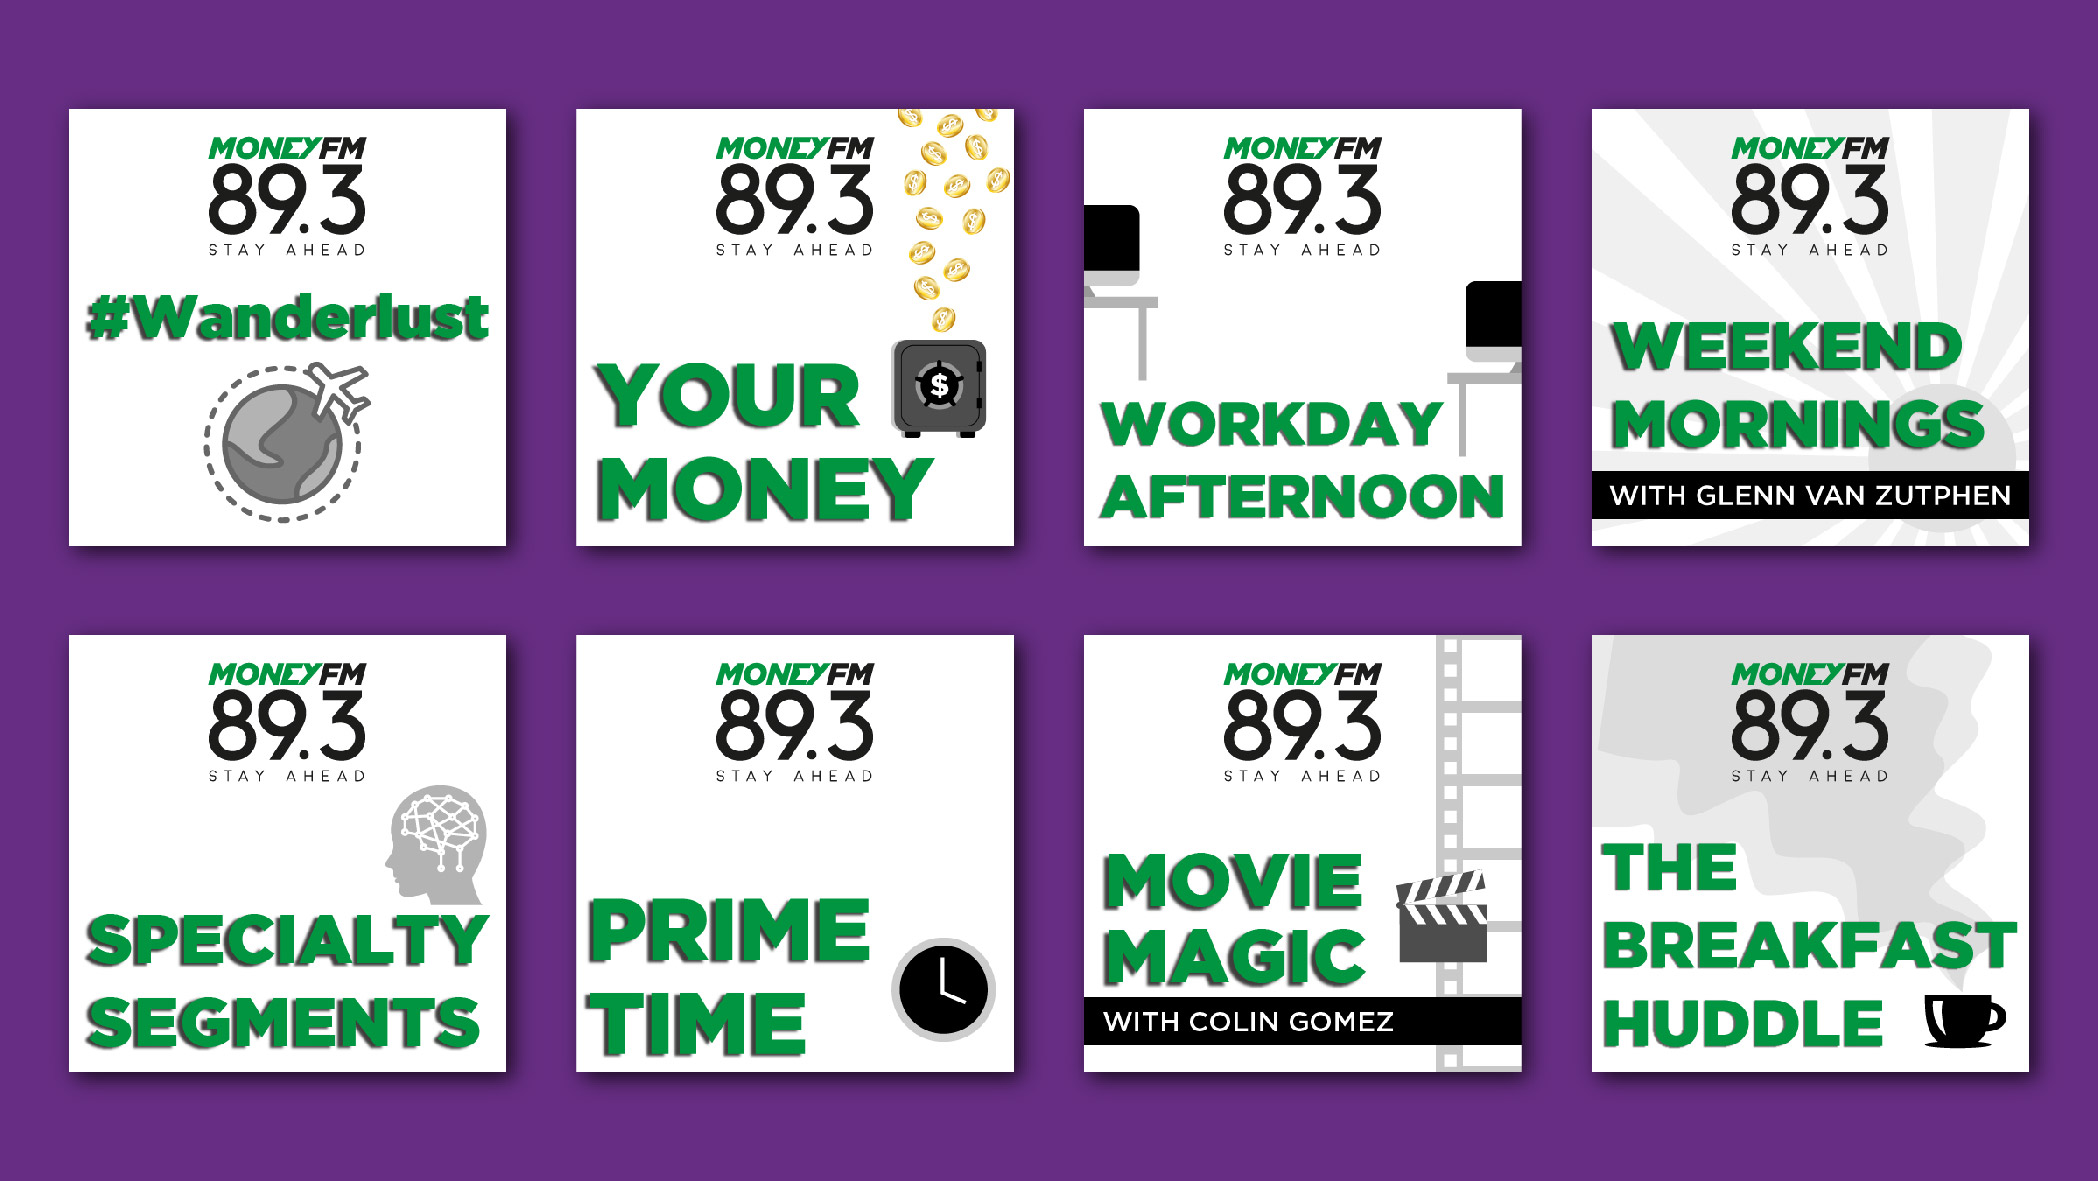 MONEYFM
89.3
STAY AHEAD
#Wanderlust
MONEYFM
89.3
STAY AHEAD
$
YOUR
MONEY
MONEYFM
89.3
STAY AHEAD
WORKDAY
AFTERNOON
MONEYFM
89.3
STAY AHEAD
WEEKEND
MORNINGS
WITH GLENN VAN ZUTPHEN
MONEYFM
89.3
STAY AHEAD
SPECIALTY
SEGMENTS
MONEYFM
89.3
STAY AHEAD
PRIME
TIME
MONEYFM
89.3
STAY AHEAD
MOVIE
MAGIC
WITH COLIN GOMEZ
MONEYFM
89.3
STAY AHEAD
THE
BREAKFAST
HUDDLE